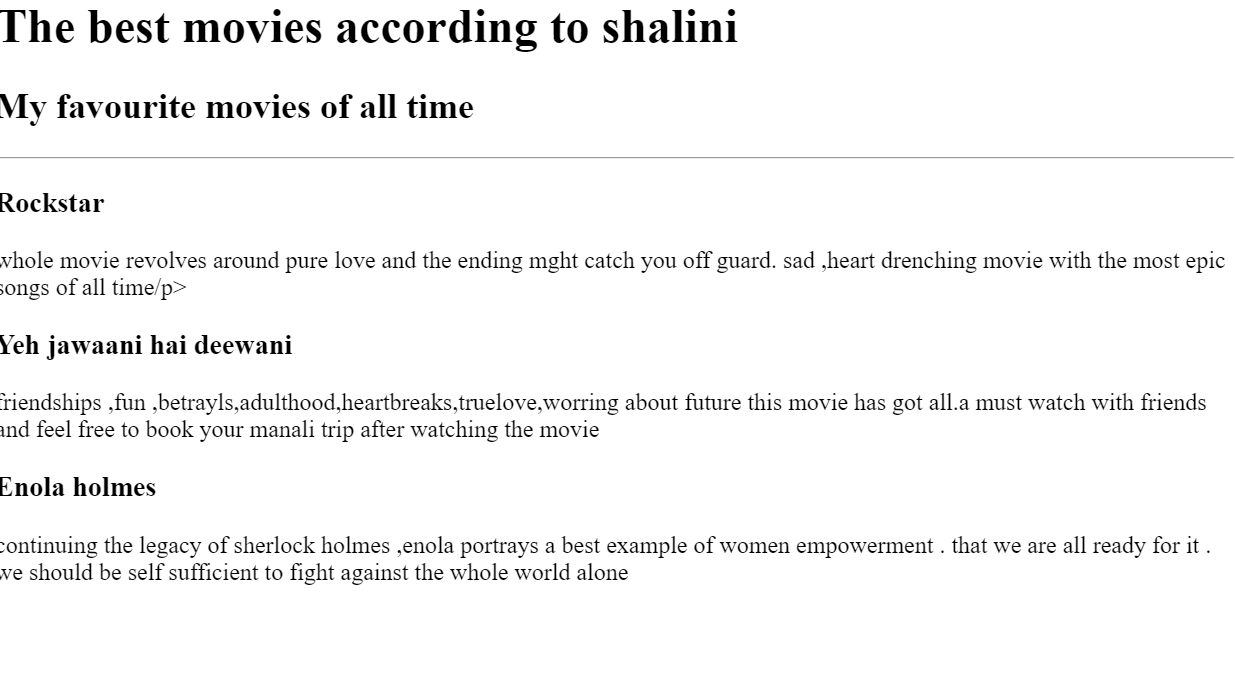 The best movies according to shalini
My favourite movies of all time
Rockstar
whole movie revolves around pure love and the ending mght catch you off guard. sad ,heart drenching movie with the most epic
songs of all time/p>
Yeh jawaani hai deewani
friendships ,fun ,betrayls,adulthood,heartbreaks,truelove,worring about future this movie has got all.a must watch with friends
and feel free to book your manali trip after watching the movie
Enola holmes
continuing the legacy of sherlock holmes ,enola portrays a best example of women empowerment . that we are all ready for it .
we should be self sufficient to fight against the whole world alone